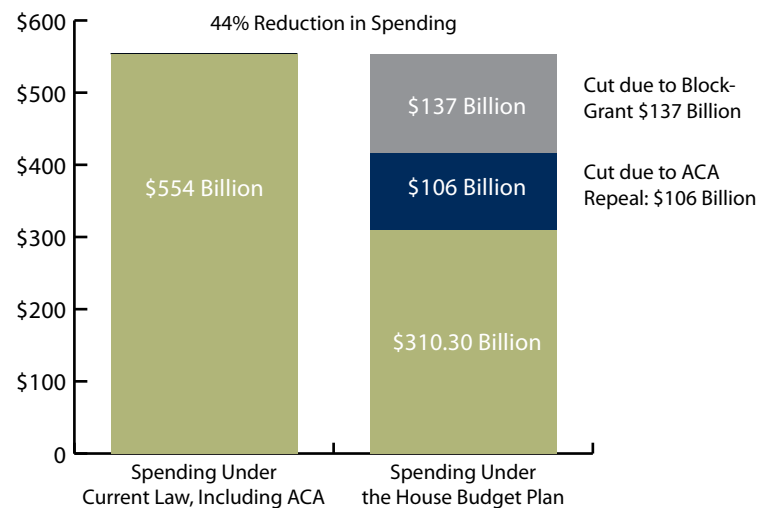 44% Reduction in Spending
$600
$500
$400
$300
$200
$100
0
$554 Billion
$137 Billion
$106 Billion
$310.30 Billion
Cut due to Block-
Grant $137 Billion
Cut due to ACA
Repeal: $106 Billion
Spending Under
Current Law, Including ACA
Spending Under
the House Budget Plan